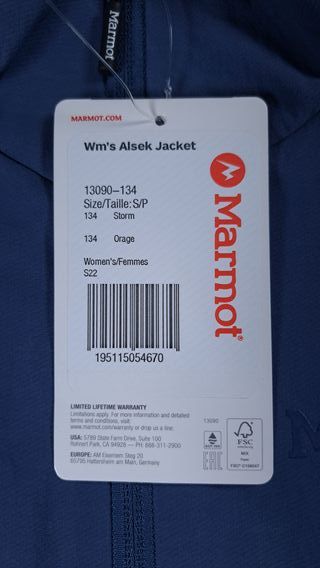 Marmot
MARMOT.COM
Wm's Alsek Jacket
13090–134
Size/Taille: S/P
134 Storm
134 Orage
Women's/Femmes
S22
195115054670
Marmot
LIMITED LIFETIME WARRANTY
Limitations apply. For more information and detailed
terms and conditions, visit
www.marmot.com/warranty or drop us a line:
USA: 5789 State Farm Drive, Suite 100
Rohnert Park, CA 94928 — PH: 888-311-2900
EUROPE: AM Eisernen Steg 20
65795 Hattersheim am Main, Germany
13090
EAC
FSC
MIX
Paper